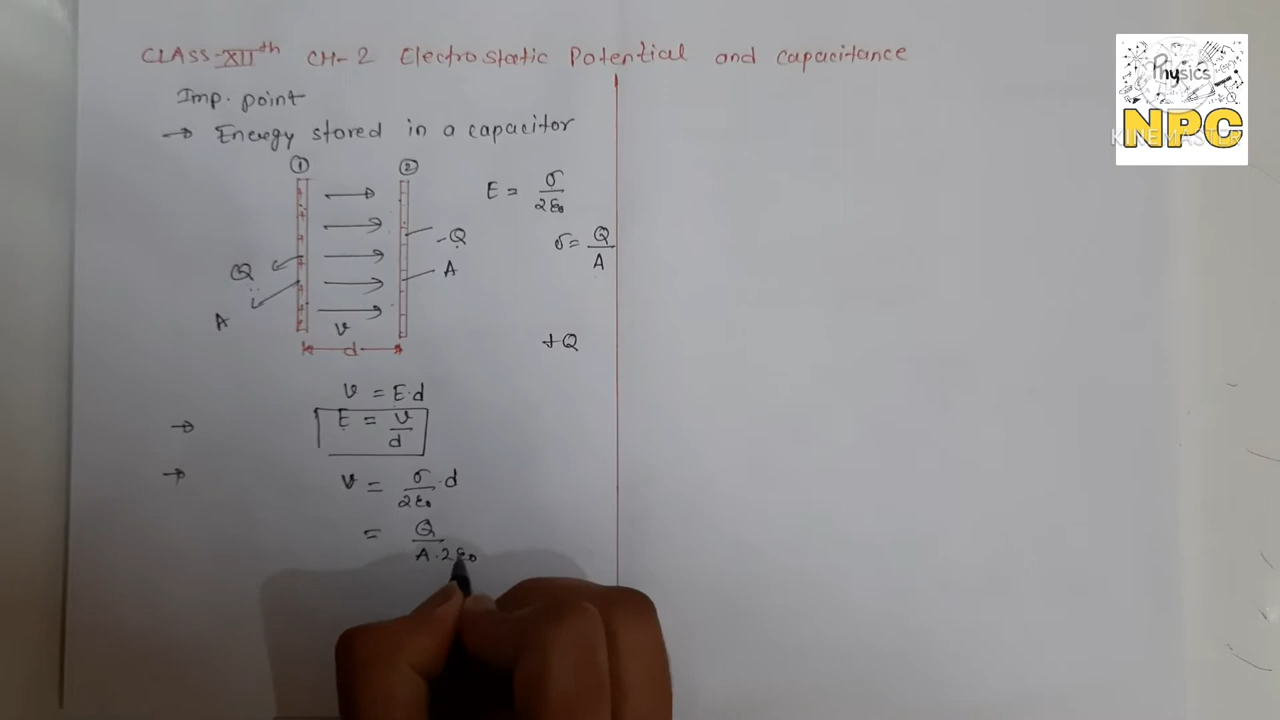 CLASS-XIIth CH-2 Electrostatic Potential and capacitance
Imp. point
→ Energy stored in a capacitor
① ②
E = σ/2ε₀
-Q
σ = Q/A
Q
A
A
V
d
+Q
V = E·d
→ E = V/d
→ V = σ/2ε₀ · d
= Q/A·2ε₀
Physics
NPC
KINEMASTER